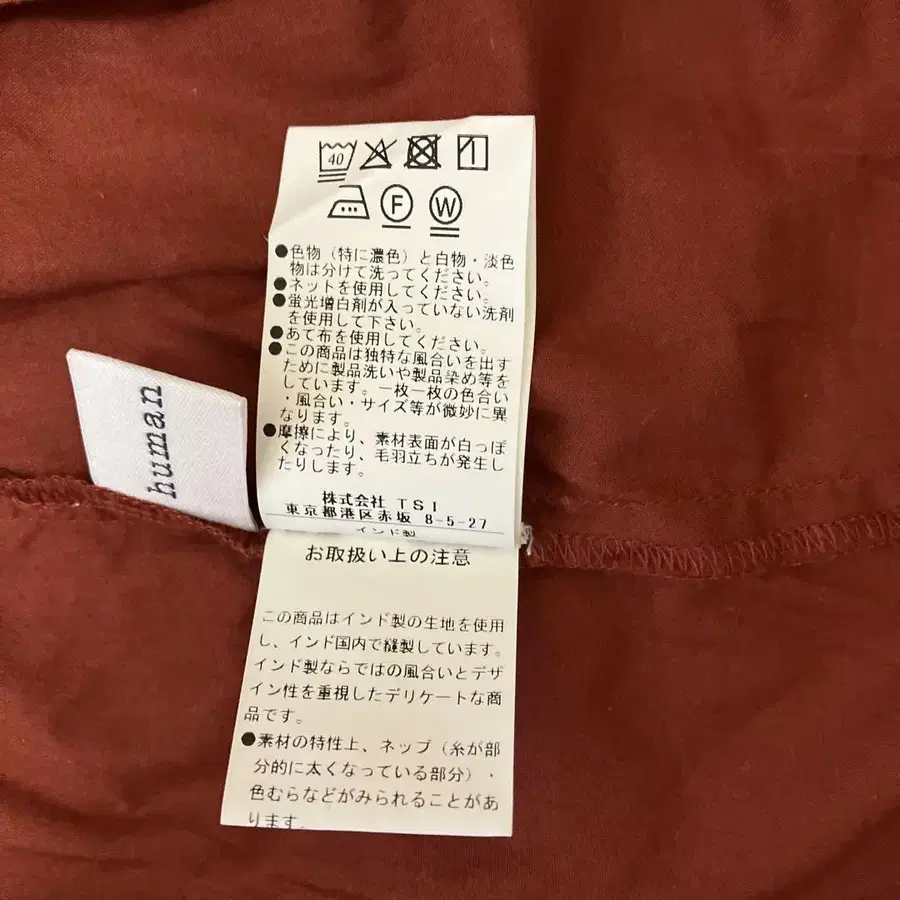 40
F W
●色物（特に濃色）と白物・淡色
物は分けて洗ってください。
●ネットを使用してください。
●蛍光増白剤が入っていない洗剤
を使用して下さい。
●あて布を使用してください。
●この商品は独特な風合いを出す
ために製品洗いや製品染め等を
しています。一枚一枚の色合い
・風合い・サイズ等が微妙に異
なります。
●摩擦により、素材表面が白っぽ
くなったり、毛羽立ちが発生し
たりします。
株式会社 TSI
東京都港区赤坂 8-5-27
インド製
human
お取扱い上の注意
この商品はインド製の生地を使用
し、インド国内で縫製しています。
インド製ならではの風合いとデザ
イン性を重視したデリケートな商
品です。
●素材の特性上、ネップ（糸が部
分的に太くなっている部分）・
色むらなどがみられることがあ
ります。